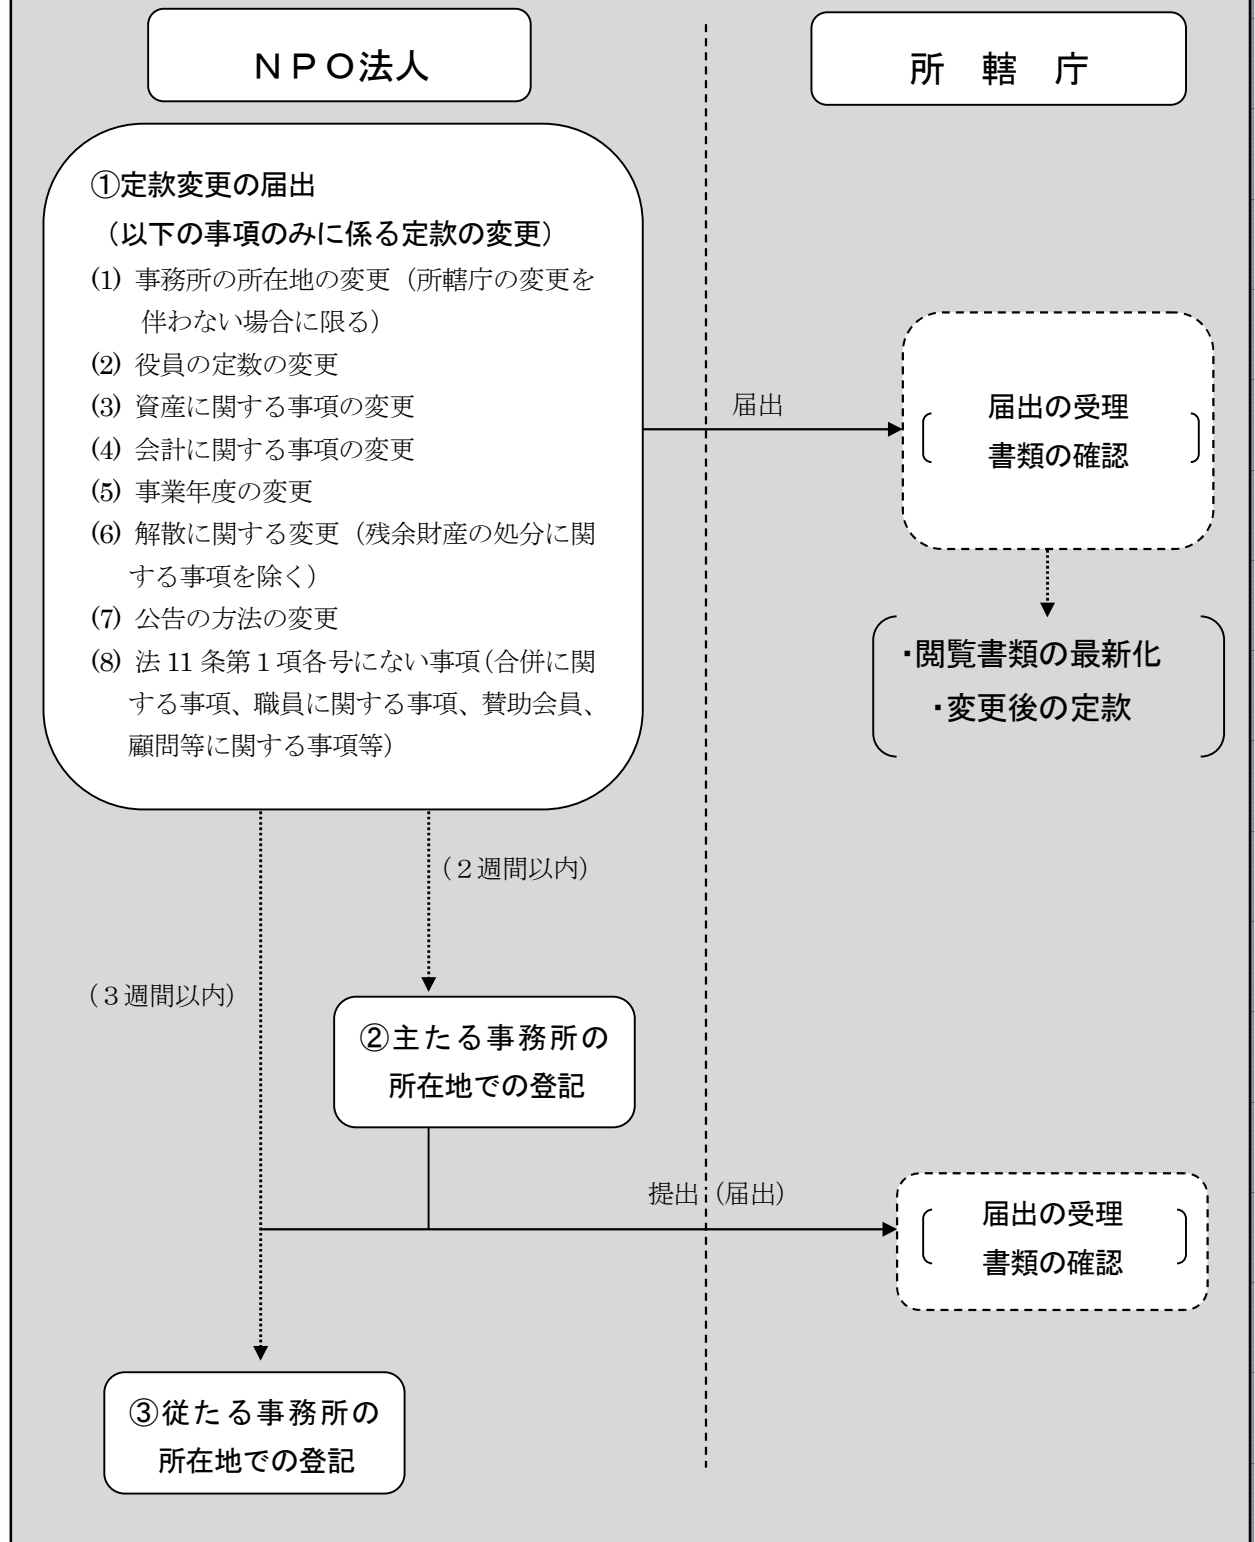 ＮＰＯ法人
所　轄　庁
①定款変更の届出
（以下の事項のみに係る定款の変更）
(1) 事務所の所在地の変更（所轄庁の変更を
伴わない場合に限る）
(2) 役員の定数の変更
(3) 資産に関する事項の変更
(4) 会計に関する事項の変更
(5) 事業年度の変更
(6) 解散に関する変更（残余財産の処分に関
する事項を除く）
(7) 公告の方法の変更
(8) 法 11 条第１項各号にない事項（合併に関
する事項、職員に関する事項、賛助会員、
顧問等に関する事項等）
届出
届出の受理
書類の確認
・閲覧書類の最新化
・変更後の定款
（２週間以内）
（３週間以内）
②主たる事務所の
所在地での登記
提出（届出）
届出の受理
書類の確認
③従たる事務所の
所在地での登記